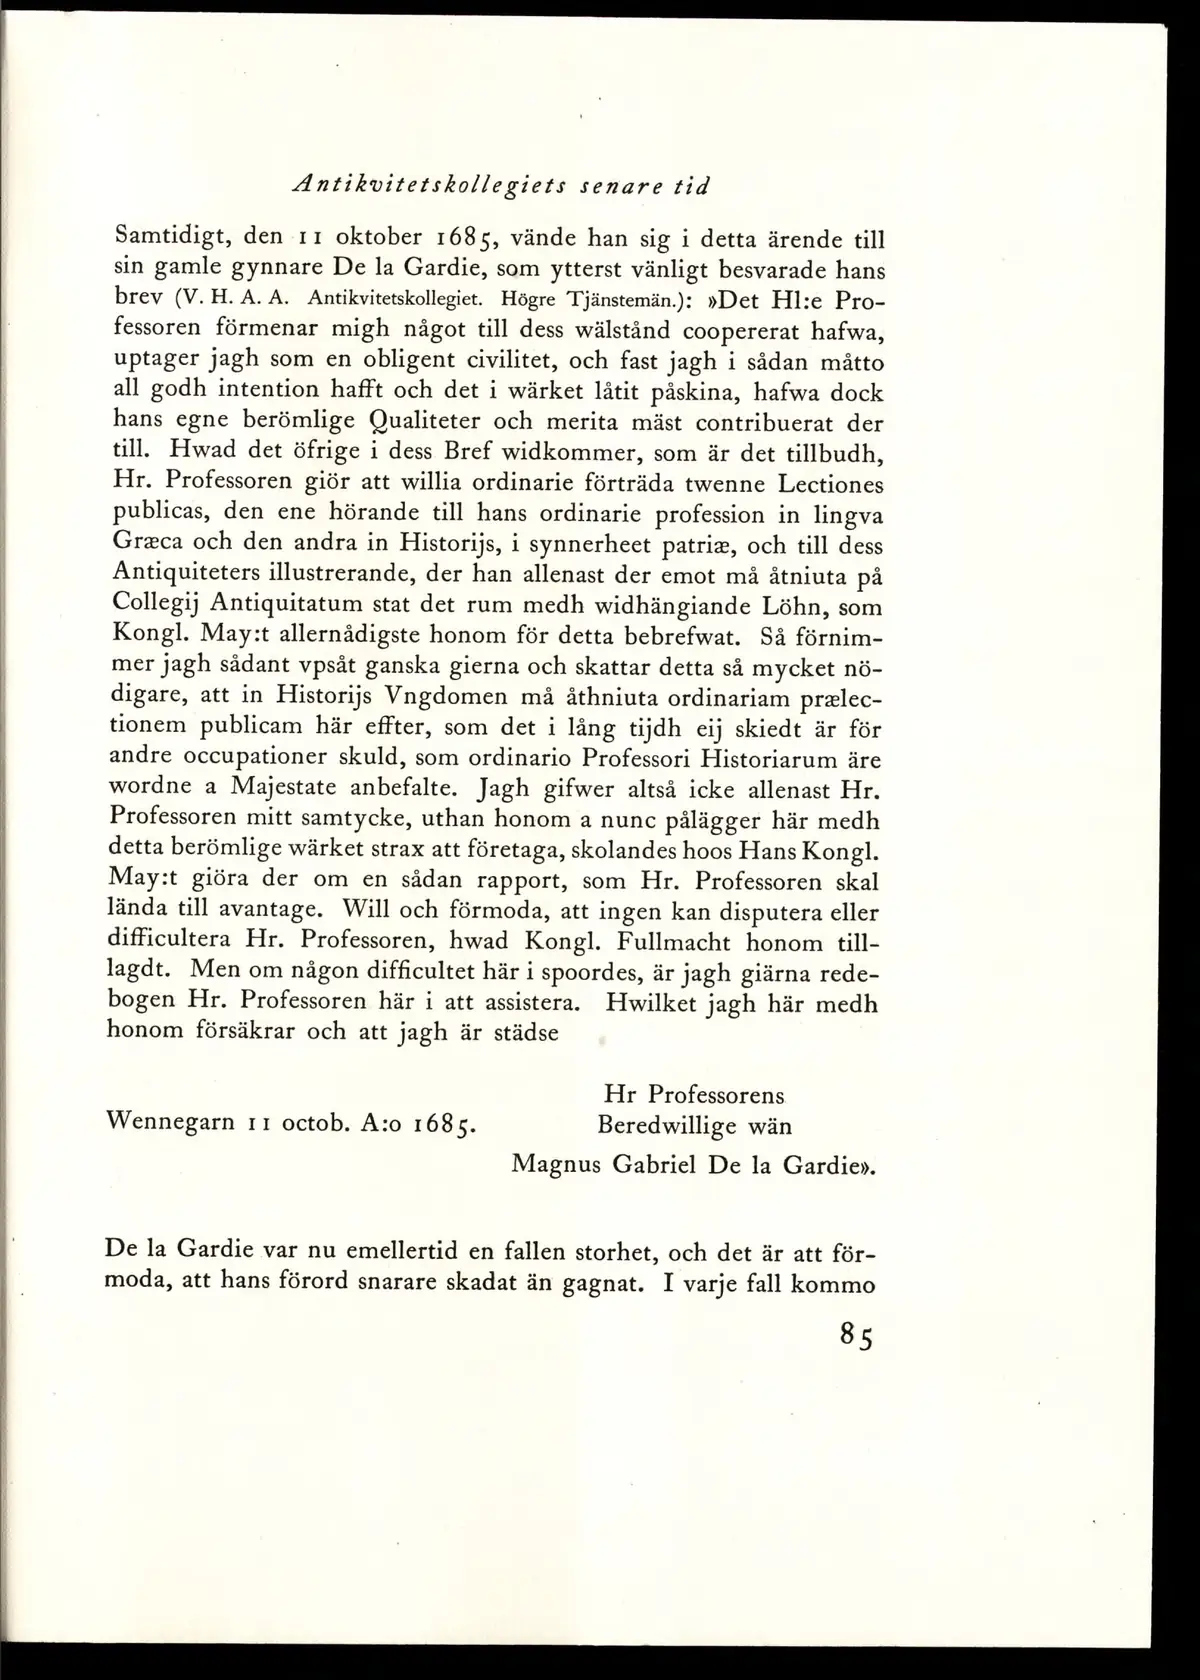 Antikvitetskollegiets senare tid
Samtidigt, den 11 oktober 1685, vände han sig i detta ärende till
sin gamle gynnare De la Gardie, som ytterst vänligt besvarade hans
brev (V. H. A. A. Antikvitetskollegiet. Högre Tjänstemän.): »Det Hl:e Pro-
fessoren förmenar migh något till dess wälstånd coopererat hafwa,
uptager jagh som en obligent civilitet, och fast jagh i sådan måtto
all godh intention hafft och det i wärket låtit påskina, hafwa dock
hans egne berömlige Qualiteter och merita mäst contribuerat der
till. Hwad det öfrige i dess Bref widkommer, som är det tillbudh,
Hr. Professoren giör att willia ordinarie förträda twenne Lectiones
publicas, den ene hörande till hans ordinarie profession in lingva
Græca och den andra in Historijs, i synnerheet patriæ, och till dess
Antiquiteters illustrerande, der han allenast der emot må åtniuta på
Collegij Antiquitatum stat det rum medh widhängiande Löhn, som
Kongl. May:t allernådigste honom för detta bebrefwat. Så förnim-
mer jagh sådant vpsåt ganska gierna och skattar detta så mycket nö-
digare, att in Historijs Vngdomen må åthniuta ordinariam prælec-
tionem publicam här effter, som det i lång tijdh eij skiedt är för
andre occupationer skuld, som ordinario Professori Historiarum äre
wordne a Majestate anbefalte. Jagh gifwer altså icke allenast Hr.
Professoren mitt samtycke, uthan honom a nunc pålägger här medh
detta berömlige wärket strax att företaga, skolandes hoos Hans Kongl.
May:t giöra der om en sådan rapport, som Hr. Professoren skal
lända till avantage. Will och förmoda, att ingen kan disputera eller
difficultera Hr. Professoren, hwad Kongl. Fullmacht honom till-
lagdt. Men om någon difficultet här i spoordes, är jagh giärna rede-
bogen Hr. Professoren här i att assistera. Hwilket jagh här medh
honom försäkrar och att jagh är städse
Hr Professorens
Wennegarn 11 octob. A:o 1685. Beredwillige wän
Magnus Gabriel De la Gardie».
De la Gardie var nu emellertid en fallen storhet, och det är att för-
moda, att hans förord snarare skadat än gagnat. I varje fall kommo
85